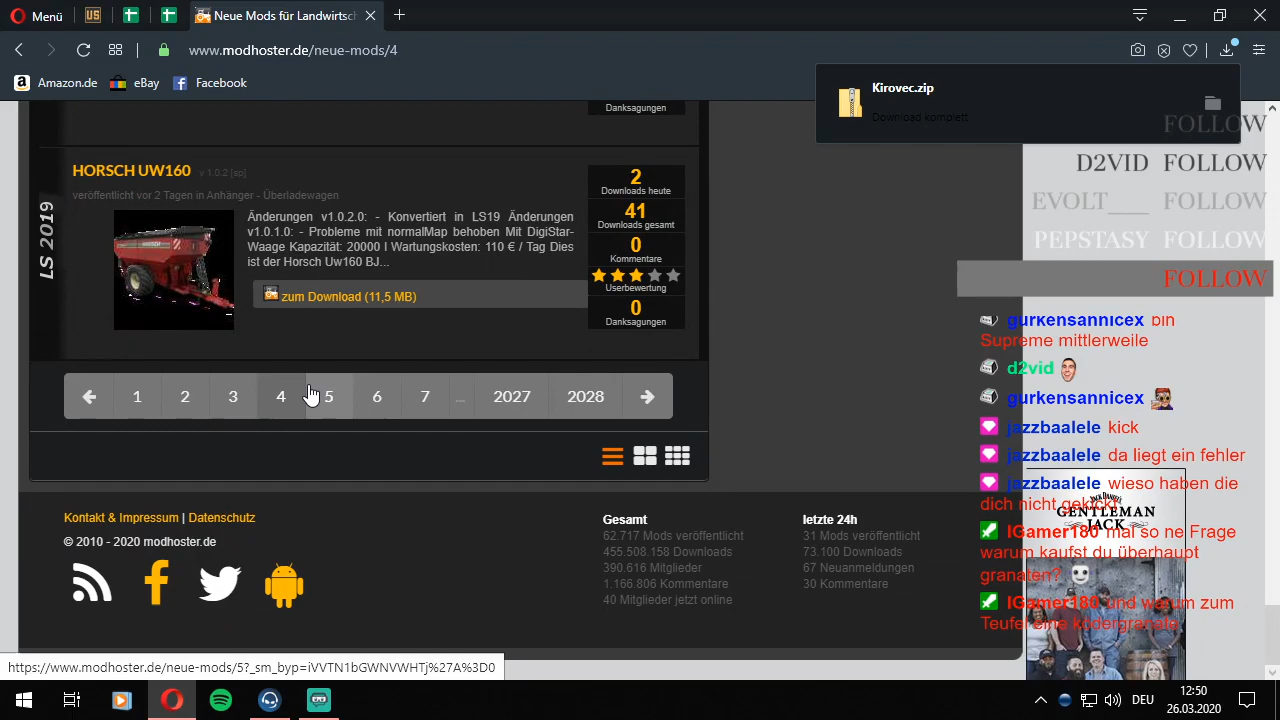 Menü
Neue Mods für Landwirtsch
www.modhoster.de/neue-mods/4
Amazon.de
eBay
Facebook
Kirovec.zip
Download komplett
FOLLOW
D2VID FOLLOW
EVOLT___ FOLLOW
PEPSTASY FOLLOW
FOLLOW
Danksagungen
HORSCH UW160 v 1.0.2 [sp]
veröffentlicht vor 2 Tagen in Anhänger - Überladewagen
LS 2019
Änderungen v1.0.2.0: - Konvertiert in LS19 Änderungen
v1.0.1.0: - Probleme mit normalMap behoben Mit DigiStar-
Waage Kapazität: 20000 l Wartungskosten: 110 € / Tag Dies
ist der Horsch Uw160 BJ...
zum Download (11,5 MB)
2
Downloads heute
41
Downloads gesamt
0
Kommentare
Userbewertung
0
Danksagungen
1 2 3 4 5 6 7 ... 2027 2028
gurkensannicex bin
Supreme mittlerweile
d2vid
gurkensannicex
jazzbaalele kick
jazzbaalele da liegt ein fehler
jazzbaalele wieso haben die
dich nicht gekickt
IGamer180 mal so ne Frage
warum kaufst du überhaupt
granaten?
IGamer180 und warum zum
Teufel eine ködergranate
GENTLEMAN
JACK
Kontakt & Impressum | Datenschutz
© 2010 - 2020 modhoster.de
Gesamt
62.717 Mods veröffentlicht
455.508.158 Downloads
390.616 Mitglieder
1.166.806 Kommentare
40 Mitglieder jetzt online
letzte 24h
31 Mods veröffentlicht
73.100 Downloads
67 Neuanmeldungen
30 Kommentare
https://www.modhoster.de/neue-mods/5?_sm_byp=iVVTN1bGWNVWHTj%27A%3D0
DEU
12:50
26.03.2020